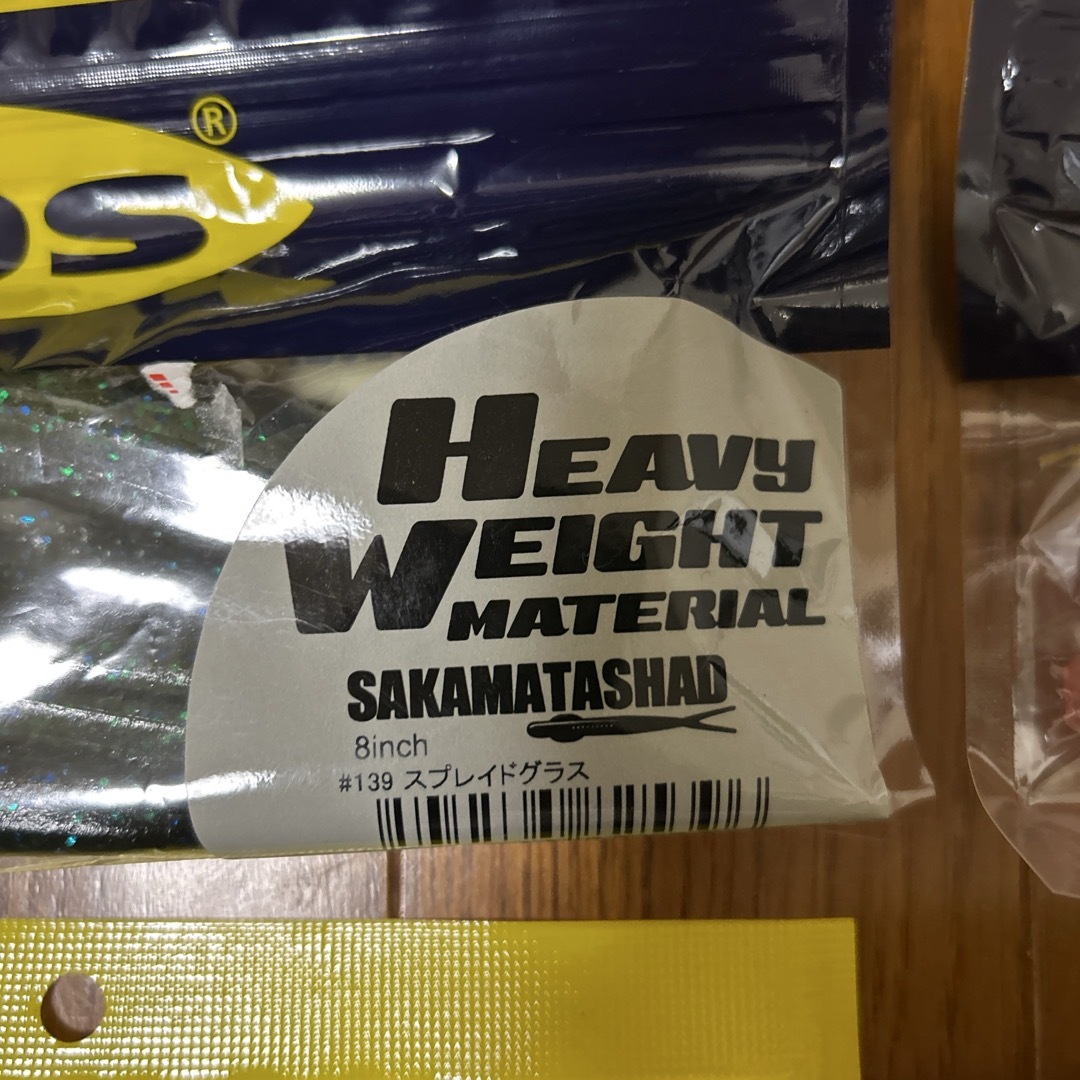 ®
HEAVY
WEIGHT
MATERIAL
SAKAMATASHAD
8inch
#139 スプレイドグラス